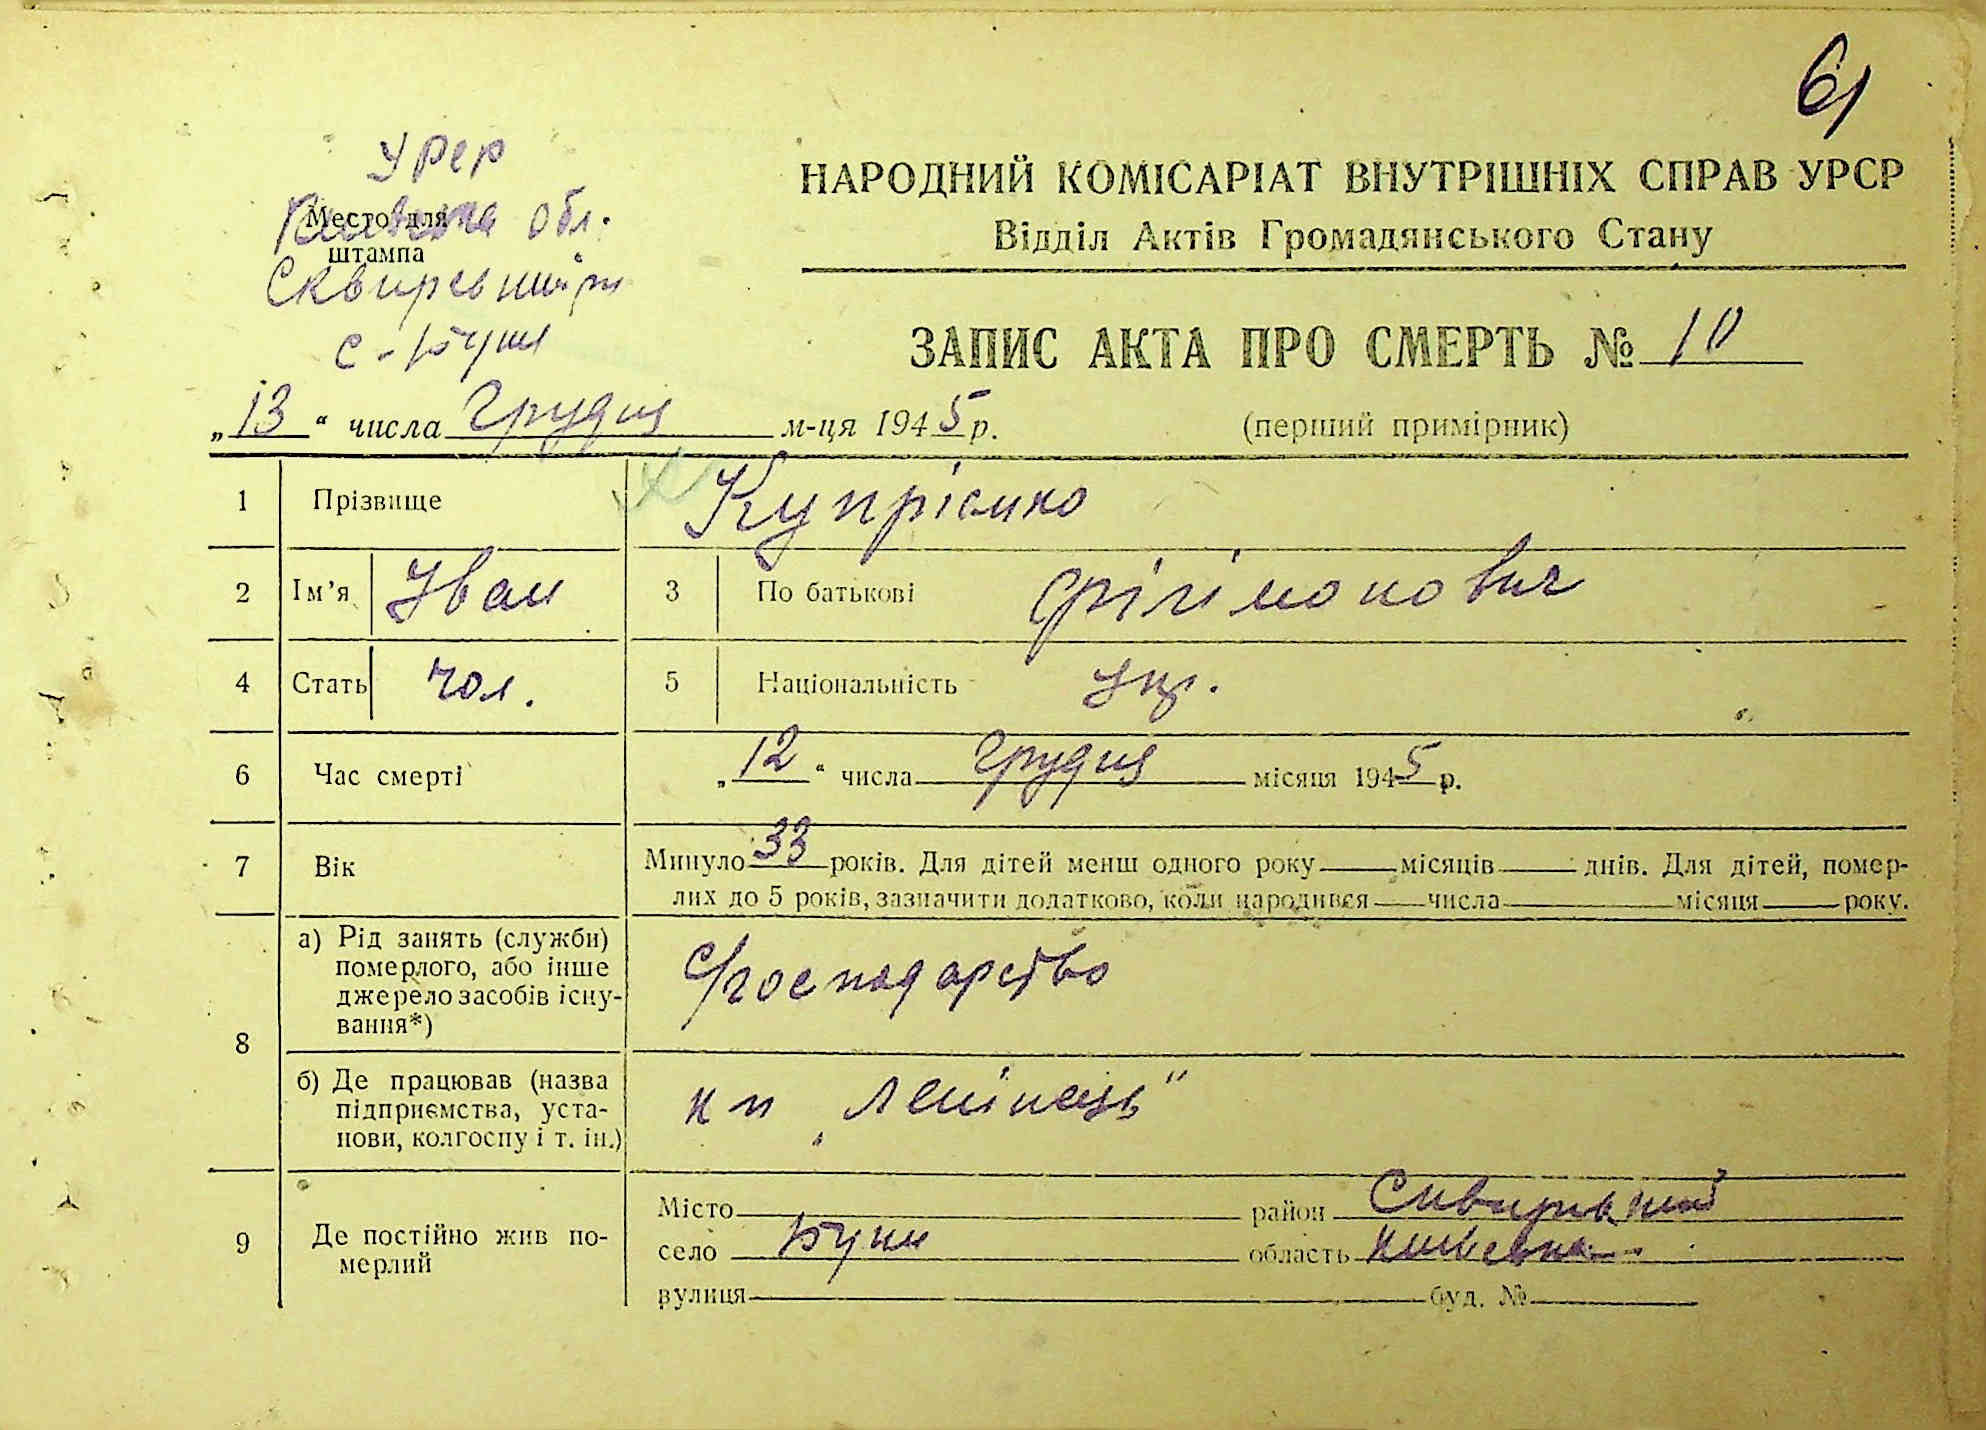 61
УРСР
Київська обл.
Место для
штампа
Сквирський р-н
с. Буки
НАРОДНИЙ КОМІСАРІАТ ВНУТРІШНІХ СПРАВ УРСР
Відділ Актів Громадянського Стану
ЗАПИС АКТА ПРО СМЕРТЬ № 10
„13“ числа Грудня м-ця 1945 р.
(перший примірник)
1 Прізвище Купрієнко
2 Ім’я Іван 3 По батькові Філімонович
4 Стать чол. 5 Національність укр.
6 Час смерті „12“ числа Грудня місяця 1945 р.
7 Вік Минуло 33 років. Для дітей менш одного року місяців днів. Для дітей, помер-
лих до 5 років, зазначити додатково, коли народився числа місяця року.
8 а) Рід занять (служби)
померлого, або інше
джерело засобів існу-
вання*)
с/господарство
б) Де працював (назва
підприємства, уста-
нови, колгоспу і т. ін.)
„Ленінець“
9 Де постійно жив по-
мерлий
Місто район Сквирський
село Буки область Київська
вулиця буд. №